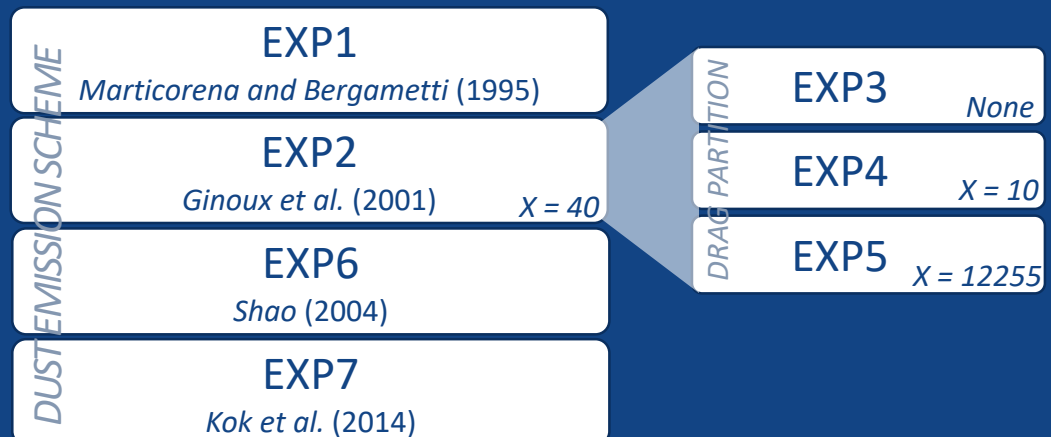 DUST EMISSION SCHEME
EXP1
Marticorena and Bergametti (1995)
EXP2
Ginoux et al. (2001)
X = 40
EXP6
Shao (2004)
EXP7
Kok et al. (2014)
DRAG PARTITION
EXP3
None
EXP4
X = 10
EXP5
X = 12255